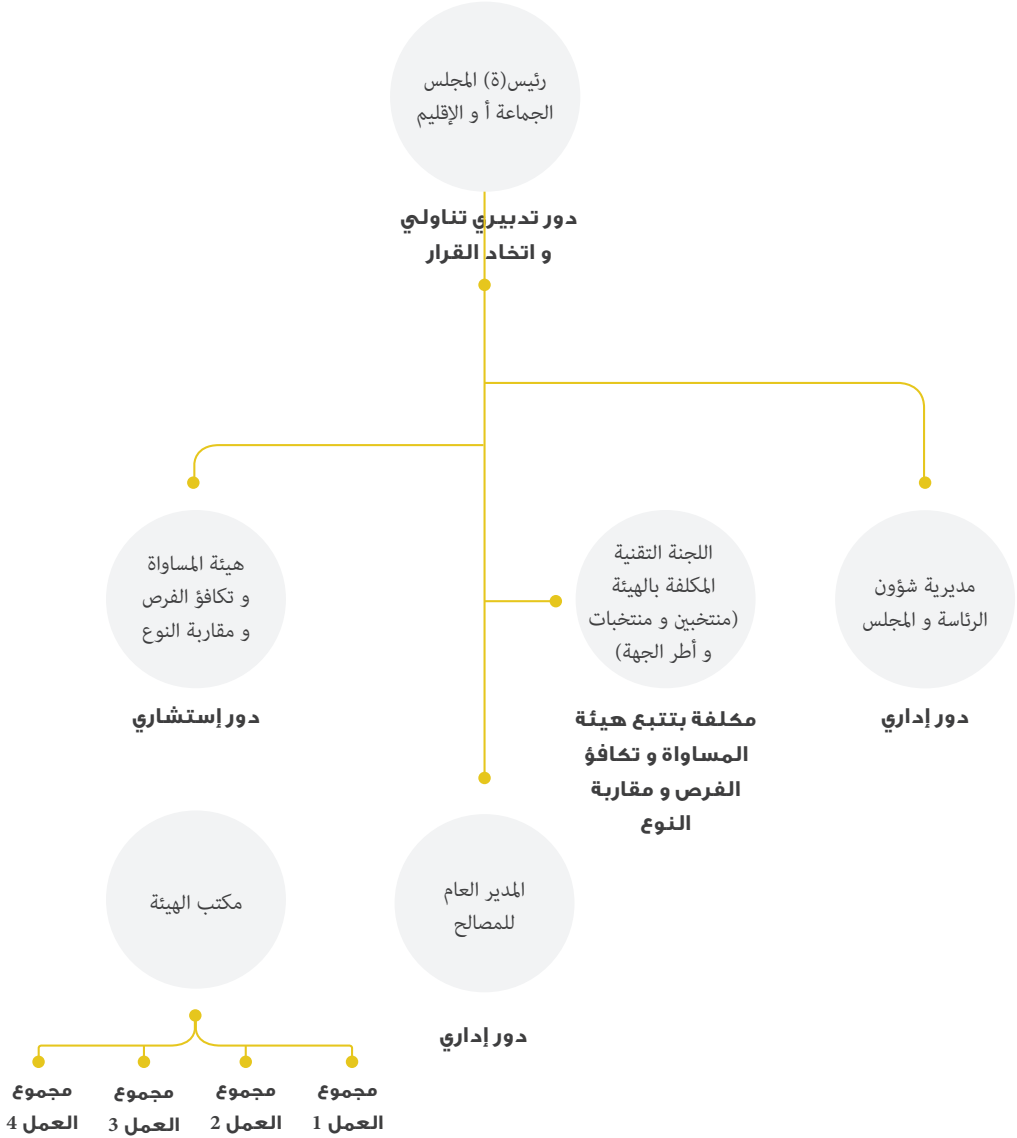 رئيس(ة) المجلس
الجماعة أ و الإقليم
دور تدبيري تناولي
و اتخاد القرار
اللجنة التقنية
المكلفة بالهيئة
(منتخبين و منتخبات
و أطر الجهة)
مكلفة بتتبع هيئة
المساواة و تكافؤ
الفرص و مقاربة
النوع
مديرية شؤون
الرئاسة و المجلس
دور إداري
هيئة المساواة
و تكافؤ الفرص
و مقاربة النوع
دور إستشاري
المدير العام
للمصالح
دور إداري
مكتب الهيئة
مجموع
العمل 1
مجموع
العمل 2
مجموع
العمل 3
مجموع
العمل 4